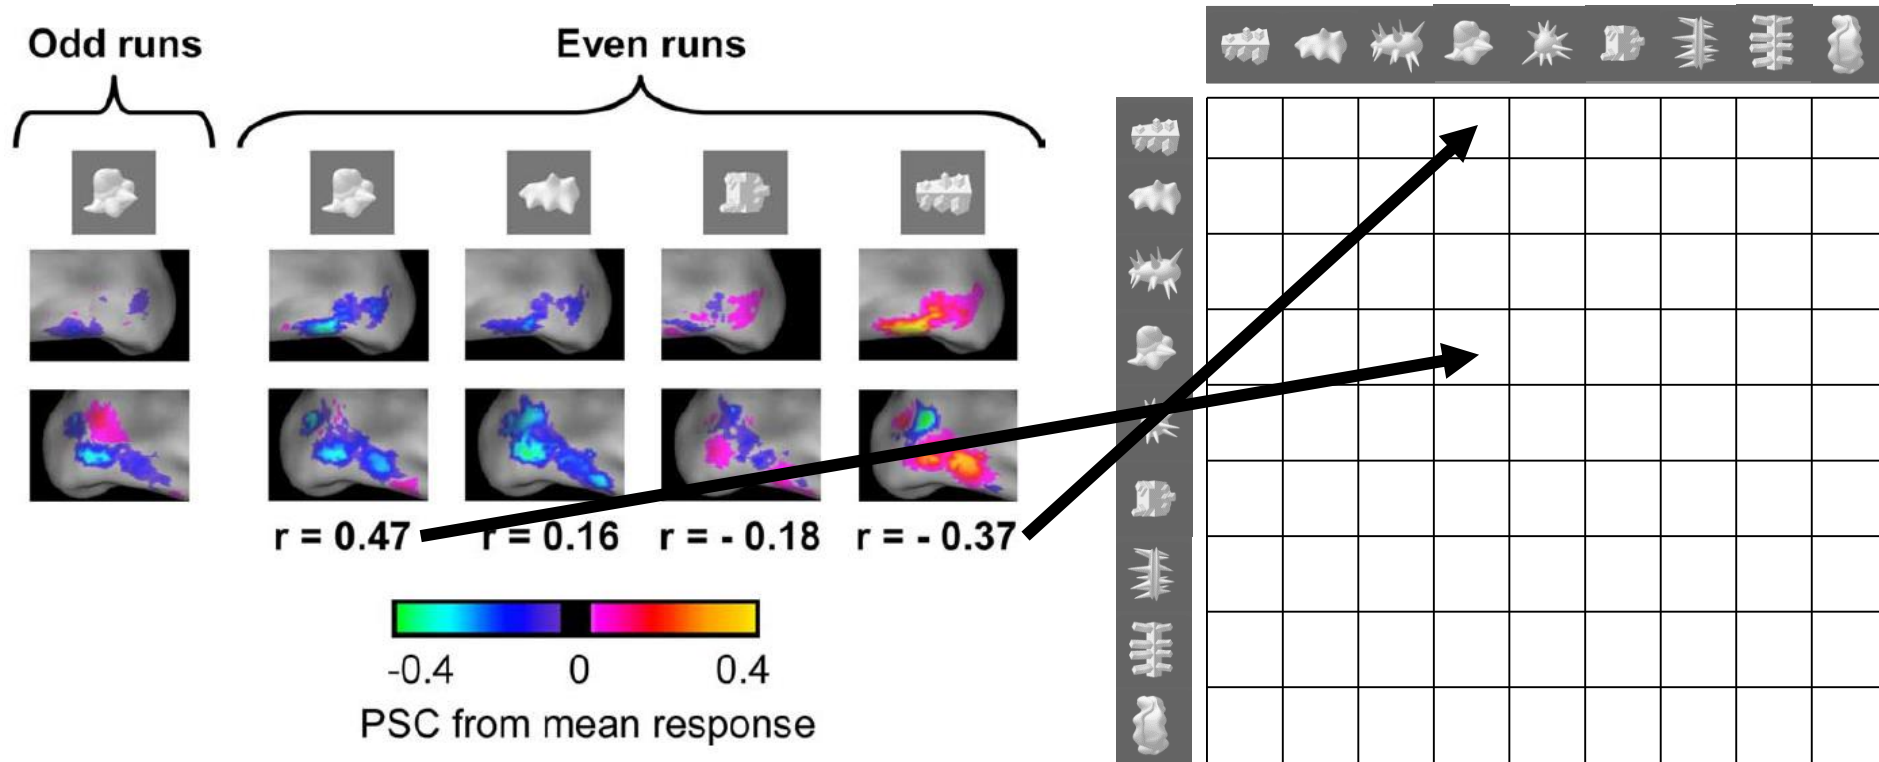 Odd runs
Even runs
r = 0.47
r = 0.16
r = - 0.18
r = - 0.37
-0.4
0
0.4
PSC from mean response